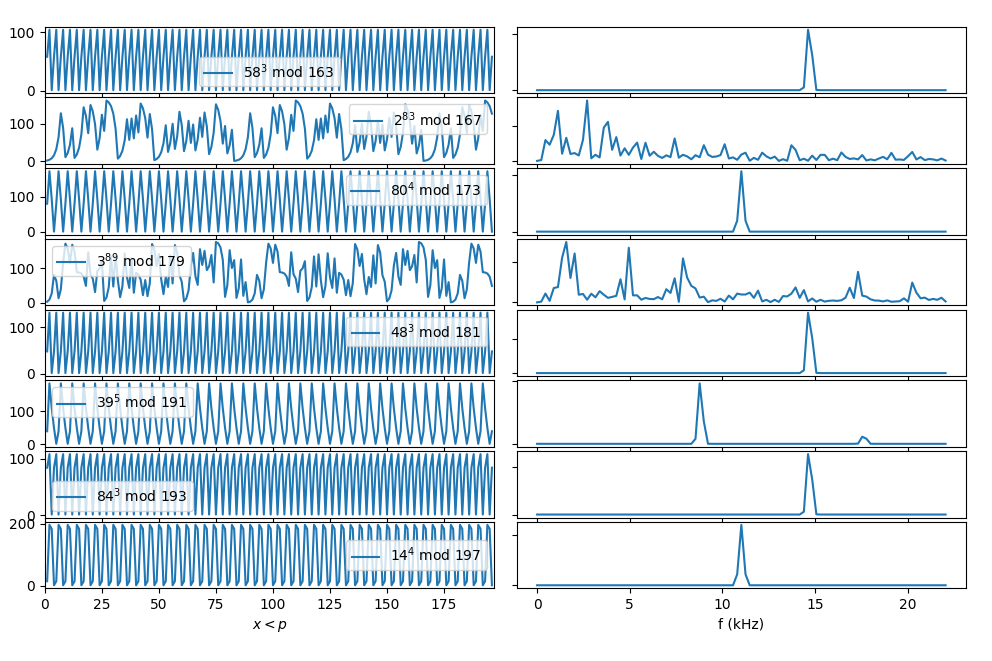 100
0
58³ mod 163
100
0
2⁸³ mod 167
100
0
80⁴ mod 173
100
0
3⁸⁹ mod 179
100
0
48³ mod 181
100
0
39⁵ mod 191
100
0
84³ mod 193
200
0
14⁴ mod 197
0 25 50 75 100 125 150 175
0 5 10 15 20
x < p
f (kHz)